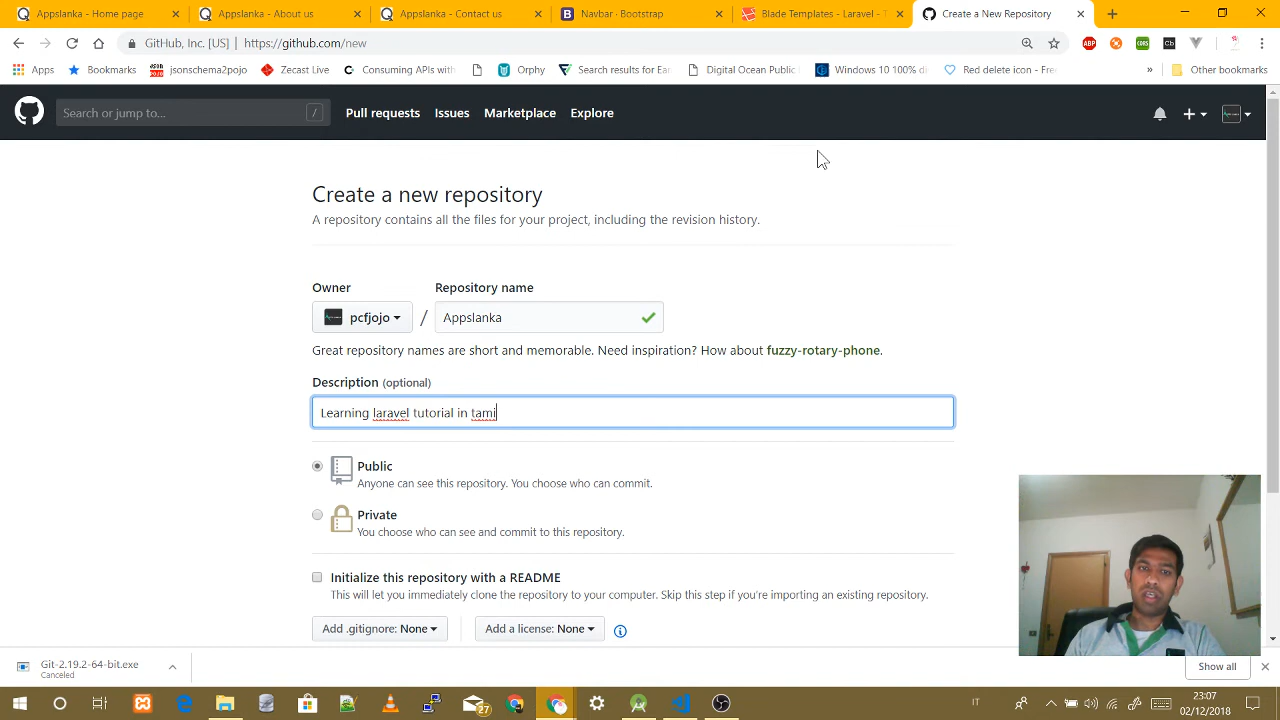 Appslanka - Home page
Appslanka - About us
Appslanka - Contact us
Navbar · Bootstrap
Blade Templates - Laravel - T
Create a New Repository
GitHub, Inc. [US] | https://github.com/new
ABP
CORS
Cb
Apps
Bookmarks
jsonschema2pojo
Zecast Live
Consuming APIs with
Orphy
Search results for Ear
Digital Ocean Public
Windows 10 100% di
Red delete icon - Fre
Other bookmarks
Search or jump to...
/
Pull requests
Issues
Marketplace
Explore
Create a new repository
A repository contains all the files for your project, including the revision history.
Owner
Repository name
pcfjojo
/
Appslanka
Great repository names are short and memorable. Need inspiration? How about fuzzy-rotary-phone.
Description (optional)
Learning laravel tutorial in tami
Public
Anyone can see this repository. You choose who can commit.
Private
You choose who can see and commit to this repository.
Initialize this repository with a README
This will let you immediately clone the repository to your computer. Skip this step if you're importing an existing repository.
Add .gitignore: None
Add a license: None
Git-2.19.2-64-bit.exe
Canceled
Show all
27
IT
23:07
02/12/2018